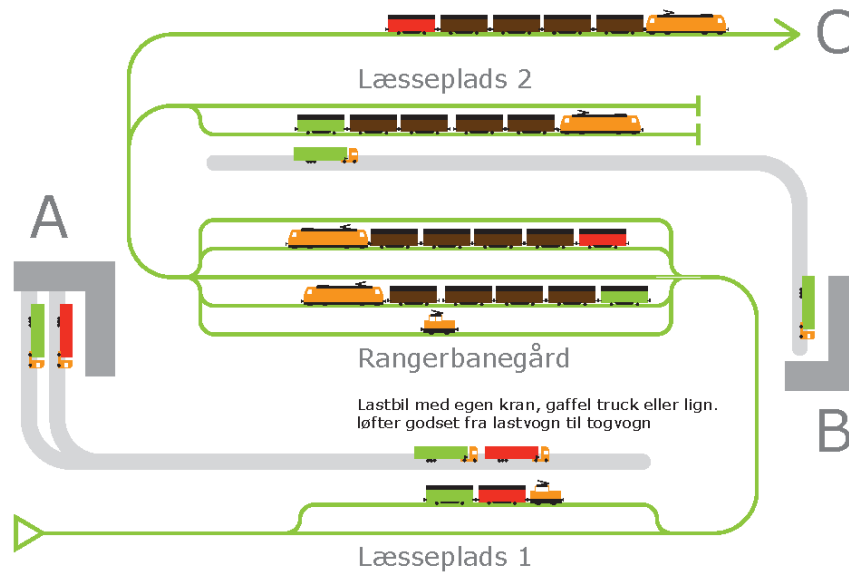 C
Læsseplads 2
A
Rangerbanegård
Lastbil med egen kran, gaffel truck eller lign.
løfter godset fra lastvogn til togvogn
B
Læsseplads 1